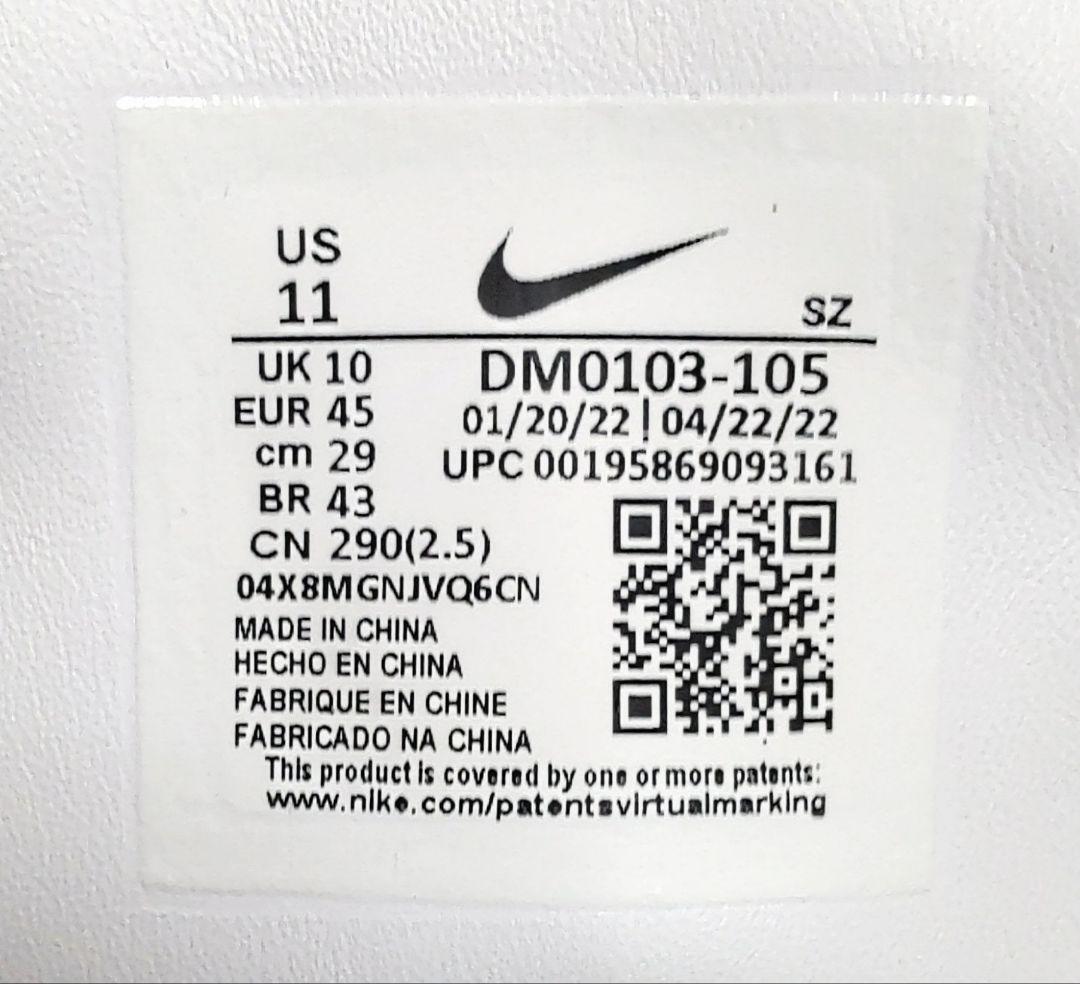 US
11
SZ
UK 10
DM0103-105
EUR 45
01/20/22 | 04/22/22
cm 29
UPC 00195869093161
BR 43
CN 290(2.5)
04X8MGNJVQ6CN
MADE IN CHINA
HECHO EN CHINA
FABRIQUE EN CHINE
FABRICADO NA CHINA
This product is covered by one or more patents:
www.nike.com/patentsvirtualmarking